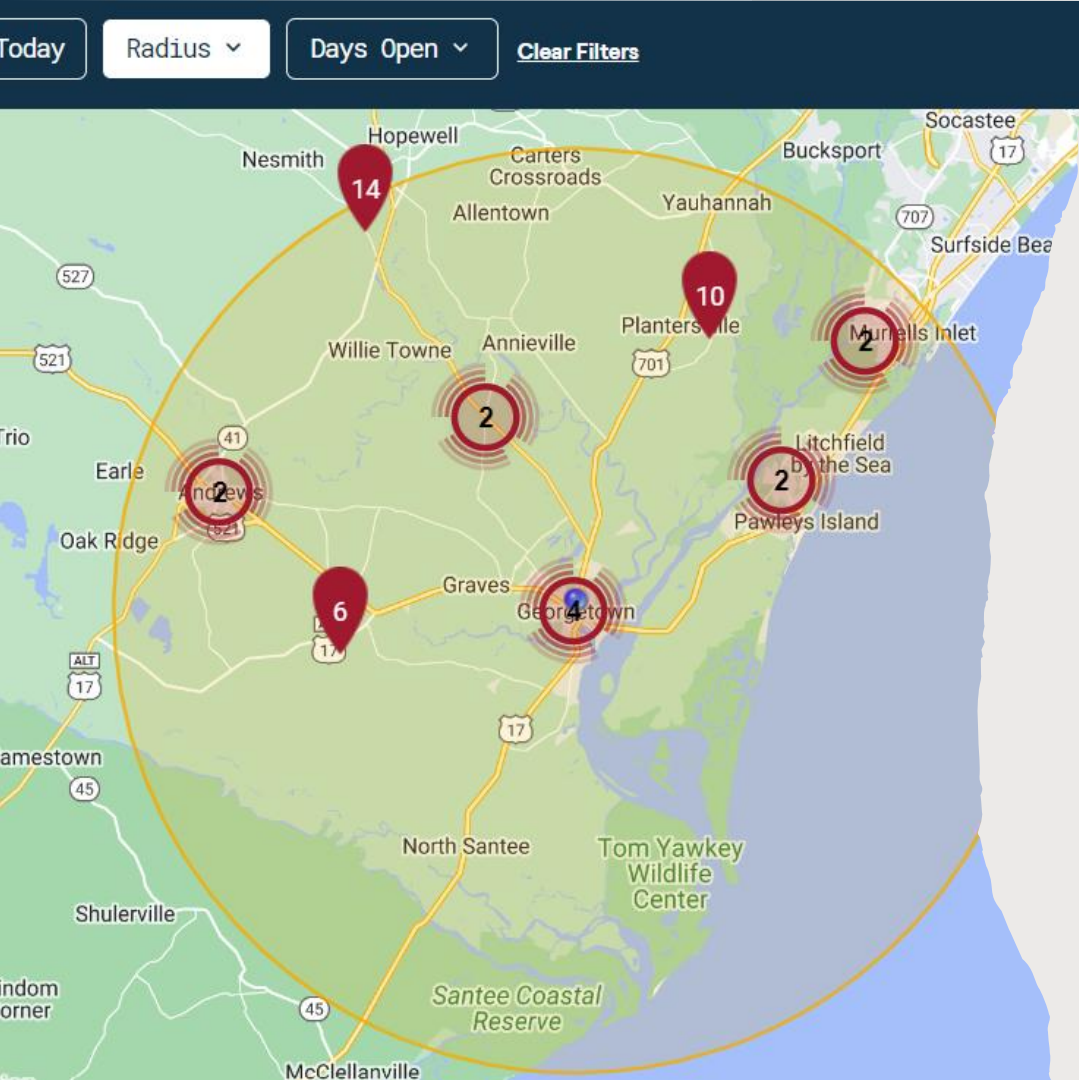 Today
Radius
Days Open
Clear Filters
Socastee
Hopewell
17
Carters
Crossroads
Bucksport
Nesmith
14
Yauhannah
Allentown
707
Surfside Bea
527
10
Plantersville
Murrells Inlet
2
Annieville
Willie Towne
521
701
2
41
Trio
Litchfield
by the Sea
Earle
2
Andrews
2
521
Pawleys Island
Oak Ridge
Graves
6
4
Georgetown
17
ALT
17
17
amestown
45
North Santee
Tom Yawkey
Wildlife
Center
Shulerville
indom
orner
Santee Coastal
Reserve
45
McClellanville